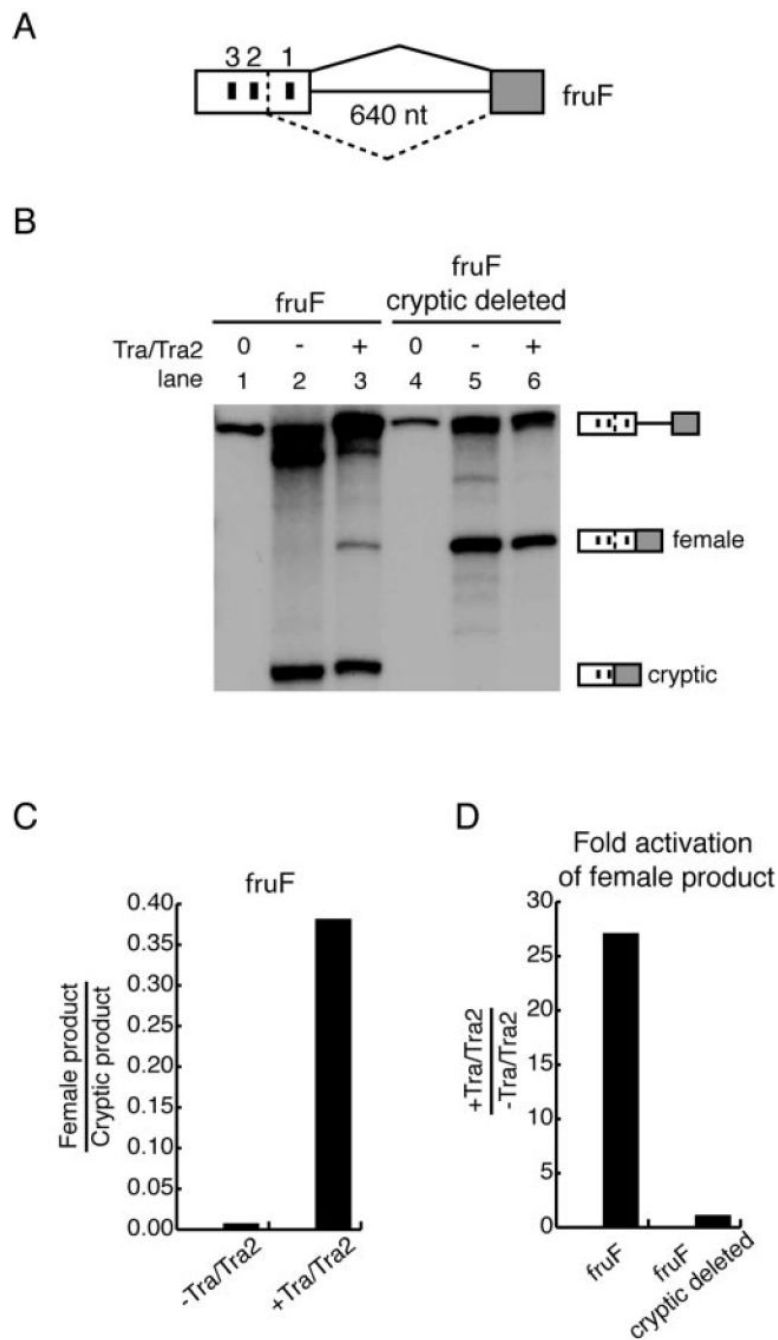 A
3 2 1
640 nt
fruF
B
fruF
fruF
cryptic deleted
Tra/Tra2 0 - + 0 - +
lane 1 2 3 4 5 6
female
cryptic
C
fruF
Female product
Cryptic product
0.40
0.35
0.30
0.25
0.20
0.15
0.10
0.05
0.00
-Tra/Tra2
+Tra/Tra2
D
Fold activation
of female product
+Tra/Tra2
-Tra/Tra2
30
25
20
15
10
5
0
fruF
fruF
cryptic deleted